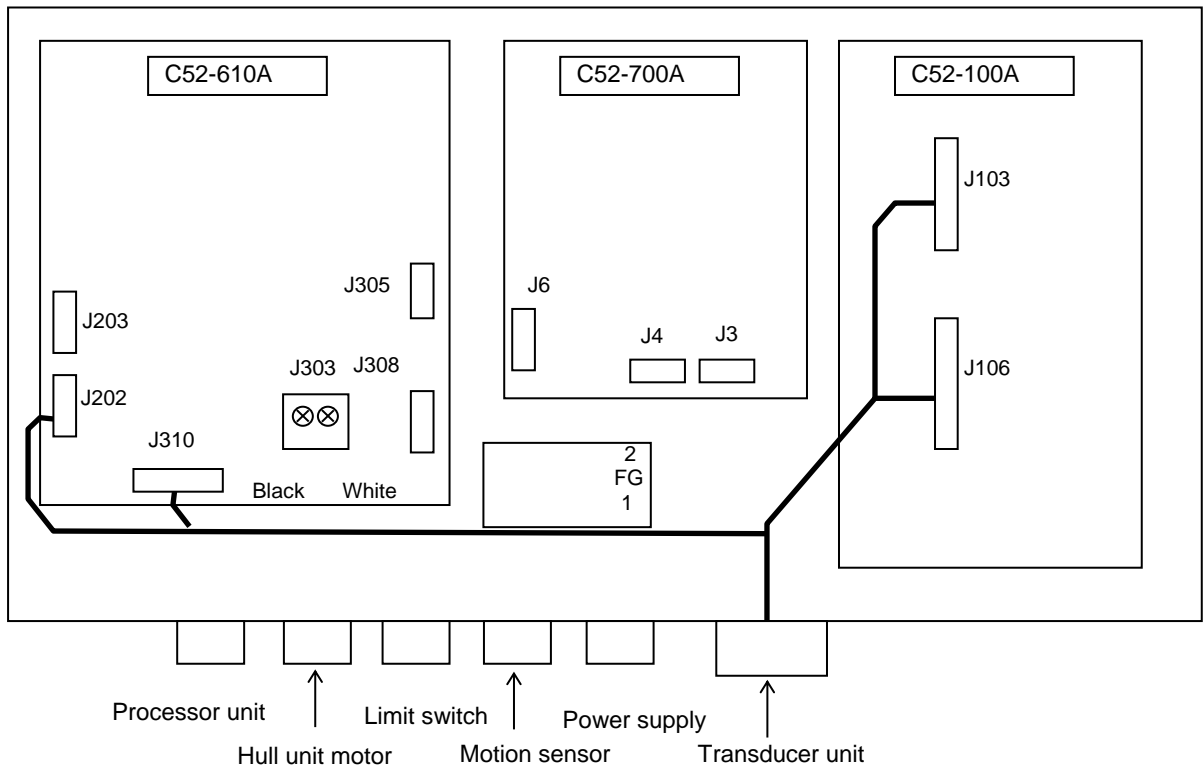 C52-610A
C52-700A
C52-100A
J103
J305
J6
J203
J4
J3
J303
J308
J106
J202
J310
2
FG
1
Black
White
Processor unit
Limit switch
Power supply
Hull unit motor
Motion sensor
Transducer unit